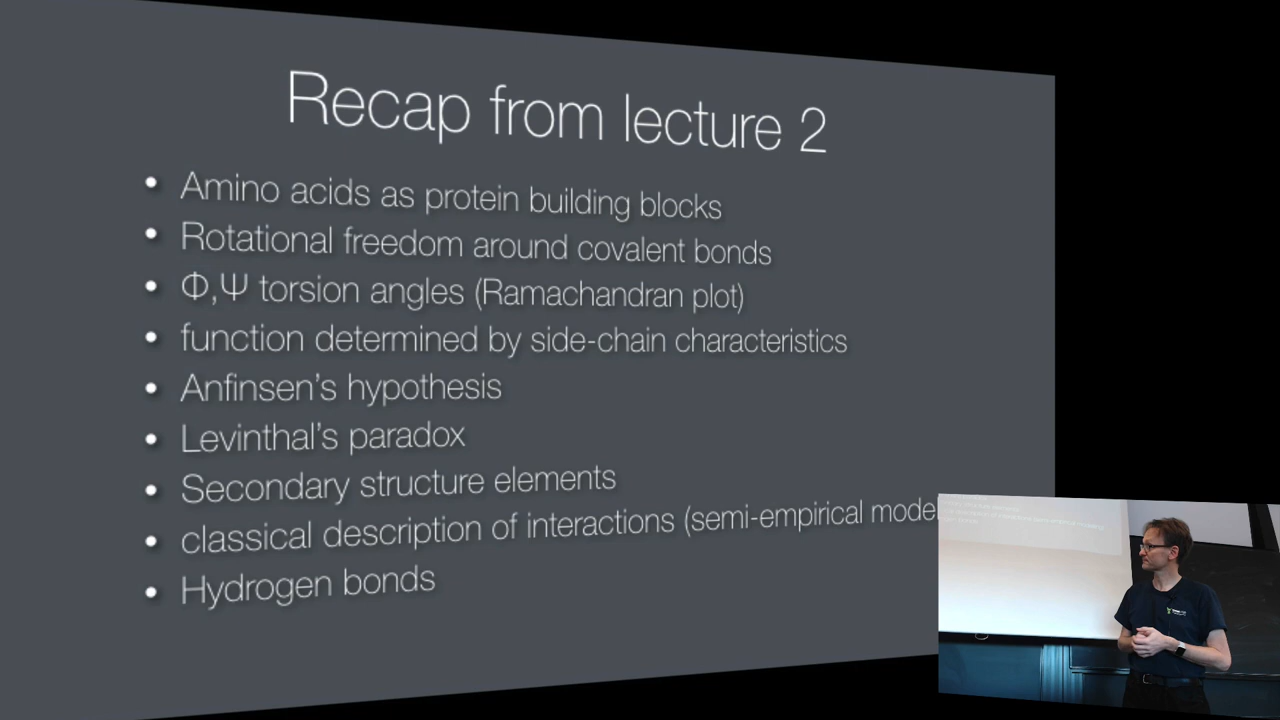 Recap from lecture 2
• Amino acids as protein building blocks
• Rotational freedom around covalent bonds
• Φ,Ψ torsion angles (Ramachandran plot)
• function determined by side-chain characteristics
• Anfinsen's hypothesis
• Levinthal's paradox
• Secondary structure elements
• classical description of interactions (semi-empirical model
• Hydrogen bonds